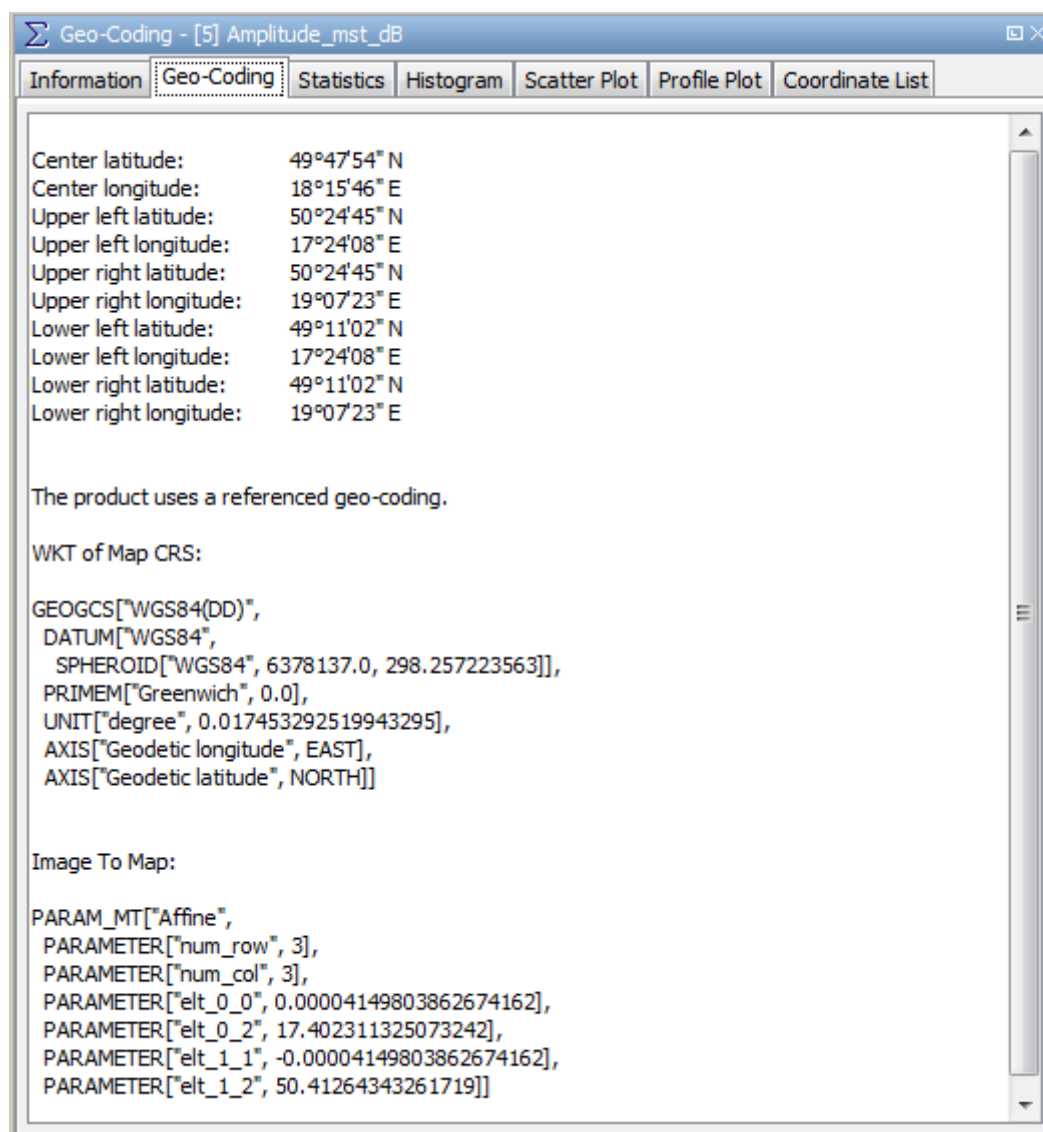 Geo-Coding - [5] Amplitude_mst_dB
Information Geo-Coding Statistics Histogram Scatter Plot Profile Plot Coordinate List
Center latitude: 49°47'54" N
Center longitude: 18°15'46" E
Upper left latitude: 50°24'45" N
Upper left longitude: 17°24'08" E
Upper right latitude: 50°24'45" N
Upper right longitude: 19°07'23" E
Lower left latitude: 49°11'02" N
Lower left longitude: 17°24'08" E
Lower right latitude: 49°11'02" N
Lower right longitude: 19°07'23" E
The product uses a referenced geo-coding.
WKT of Map CRS:
GEOGCS["WGS84(DD)",
DATUM["WGS84",
SPHEROID["WGS84", 6378137.0, 298.257223563]],
PRIMEM["Greenwich", 0.0],
UNIT["degree", 0.017453292519943295],
AXIS["Geodetic longitude", EAST],
AXIS["Geodetic latitude", NORTH]]
Image To Map:
PARAM_MT["Affine",
PARAMETER["num_row", 3],
PARAMETER["num_col", 3],
PARAMETER["elt_0_0", 0.00004149803862674162],
PARAMETER["elt_0_2", 17.402311325073242],
PARAMETER["elt_1_1", -0.00004149803862674162],
PARAMETER["elt_1_2", 50.41264343261719]]